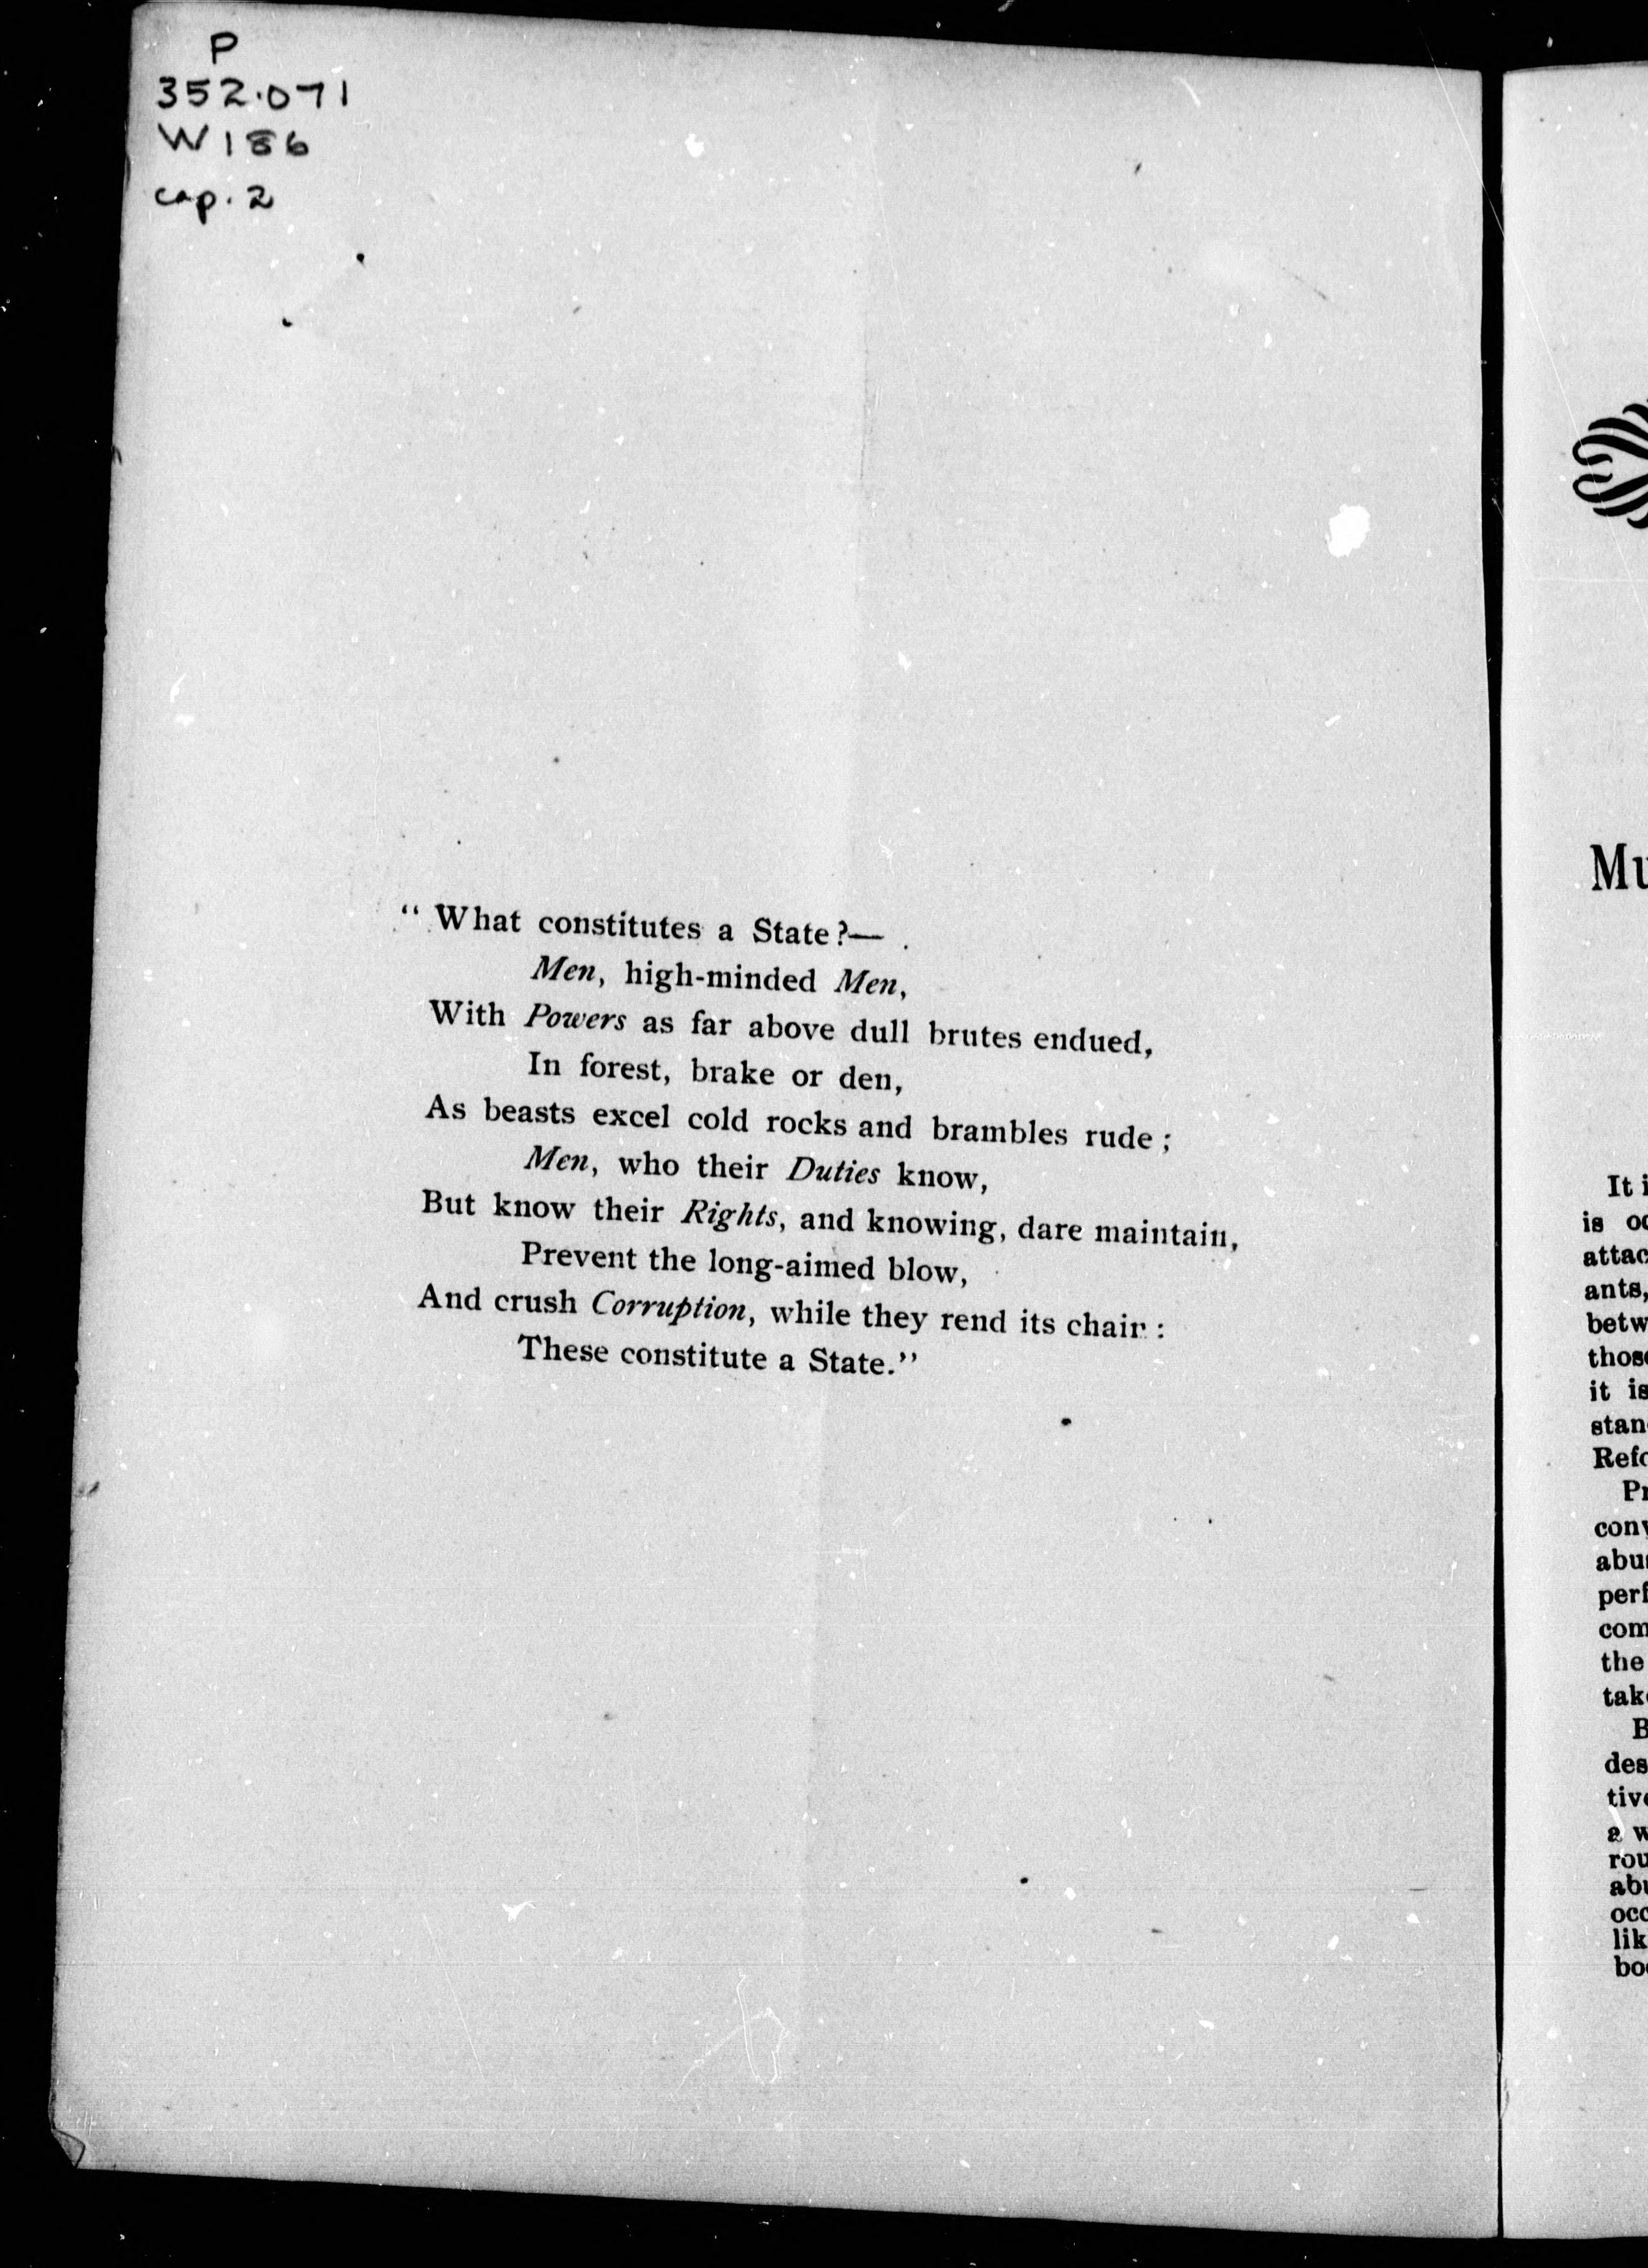 P
352.071
W186
cop. 2
“ What constitutes a State?—
Men, high-minded Men,
With Powers as far above dull brutes endued,
In forest, brake or den,
As beasts excel cold rocks and brambles rude ;
Men, who their Duties know,
But know their Rights, and knowing, dare maintain,
Prevent the long-aimed blow,
And crush Corruption, while they rend its chair :
These constitute a State.”
Mu
It i
is oc
attac
ants,
betw
those
it is
stan
Refo
Pr
conv
abu
perf
com
the
take
B
des
tive
a w
rou
abu
occ
lik
boo